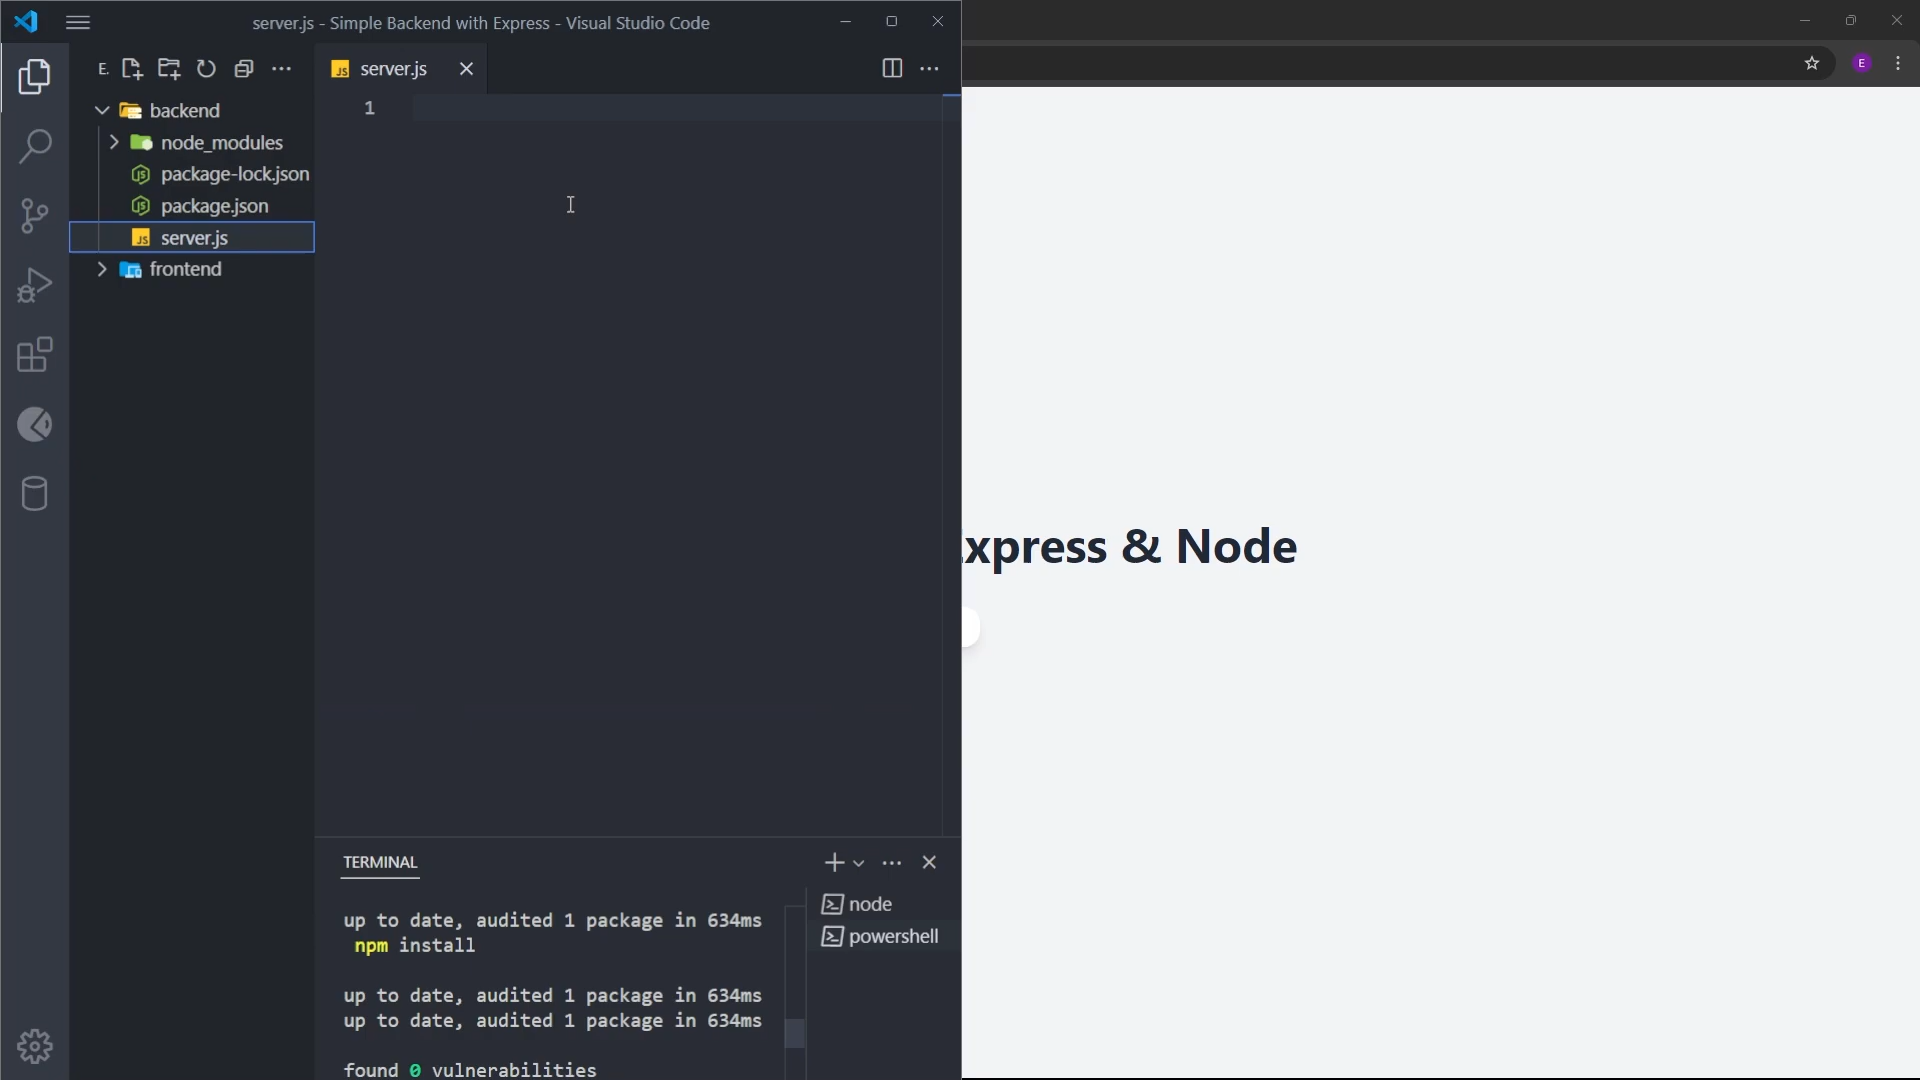 server.js - Simple Backend with Express - Visual Studio Code
E.
JS server.js
1
backend
node_modules
package-lock.json
package.json
JS server.js
frontend
E
xpress & Node
TERMINAL
node
powershell
up to date, audited 1 package in 634ms
npm install
up to date, audited 1 package in 634ms
up to date, audited 1 package in 634ms
found 0 vulnerabilities